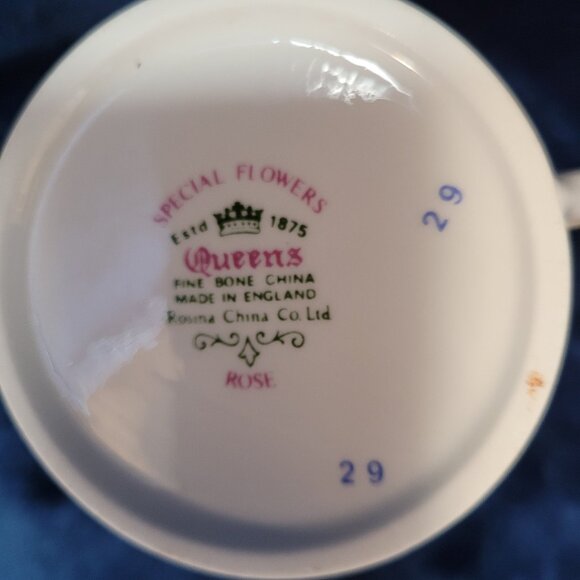 SPECIAL FLOWERS
Estd 1875
Queens
FINE BONE CHINA
MADE IN ENGLAND
Rosina China Co. Ltd
ROSE
29
29